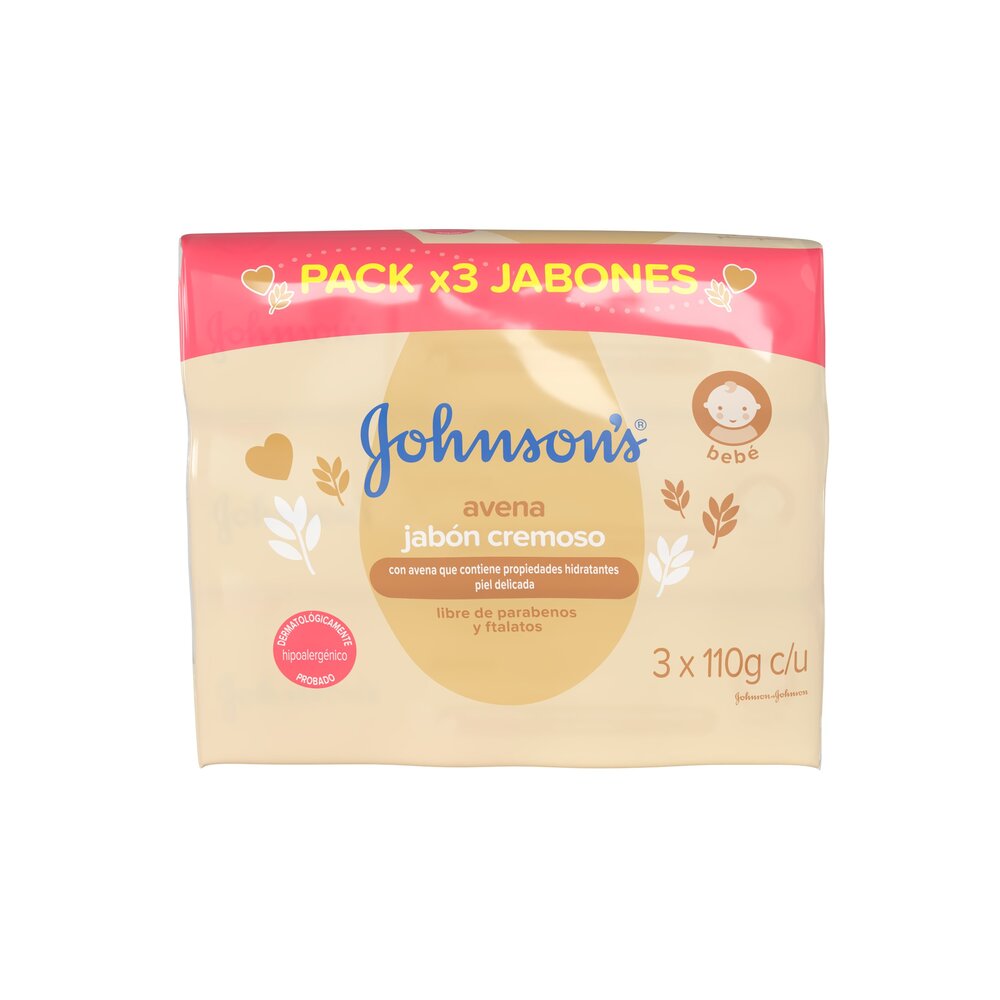 PACK x3 JABONES
Johnson's®
bebé
avena
jabón cremoso
con avena que contiene propiedades hidratantes
piel delicada
libre de parabenos
y ftalatos
DERMATOLÓGICAMENTE
hipoalergénico
PROBADO
3 x 110g c/u
Johnson & Johnson